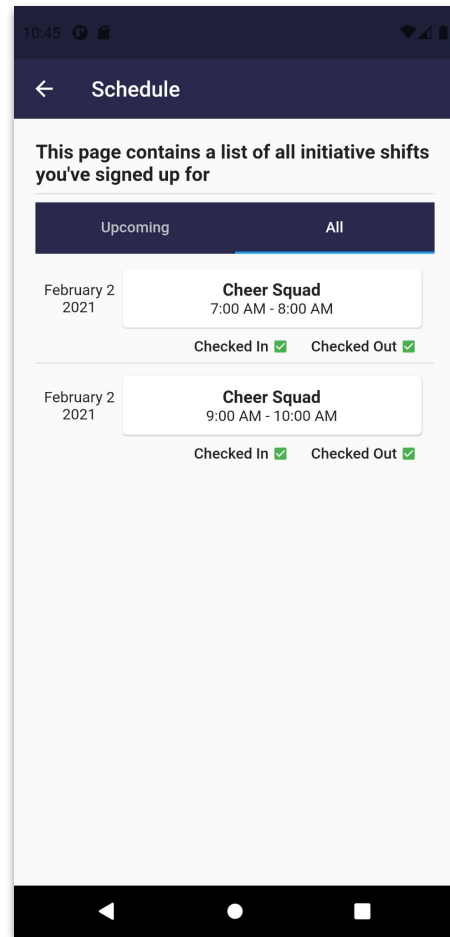 10:45
Schedule
This page contains a list of all initiative shifts
you've signed up for
Upcoming All
February 2
2021
Cheer Squad
7:00 AM - 8:00 AM
Checked In Checked Out
February 2
2021
Cheer Squad
9:00 AM - 10:00 AM
Checked In Checked Out